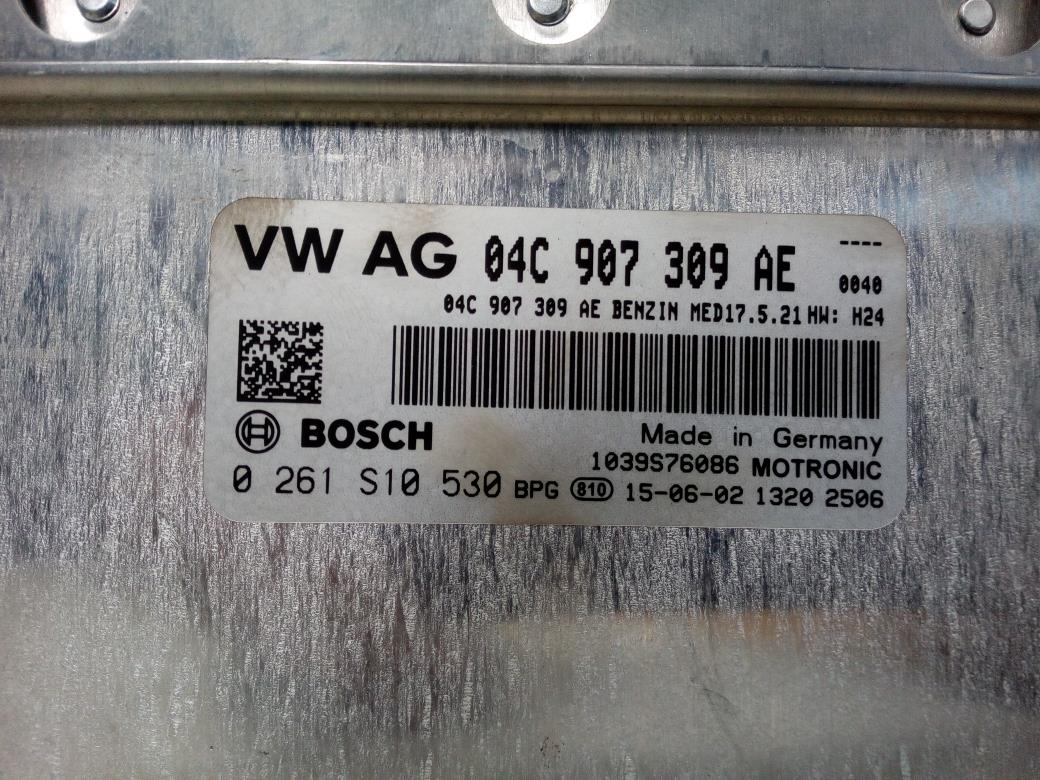 VW AG 04C 907 309 AE ----
0040
04C 907 309 AE BENZIN MED17.5.21 HW: H24
BOSCH
Made in Germany
1039S76086 MOTRONIC
0 261 S10 530 BPG 810 15-06-02 1320 2506